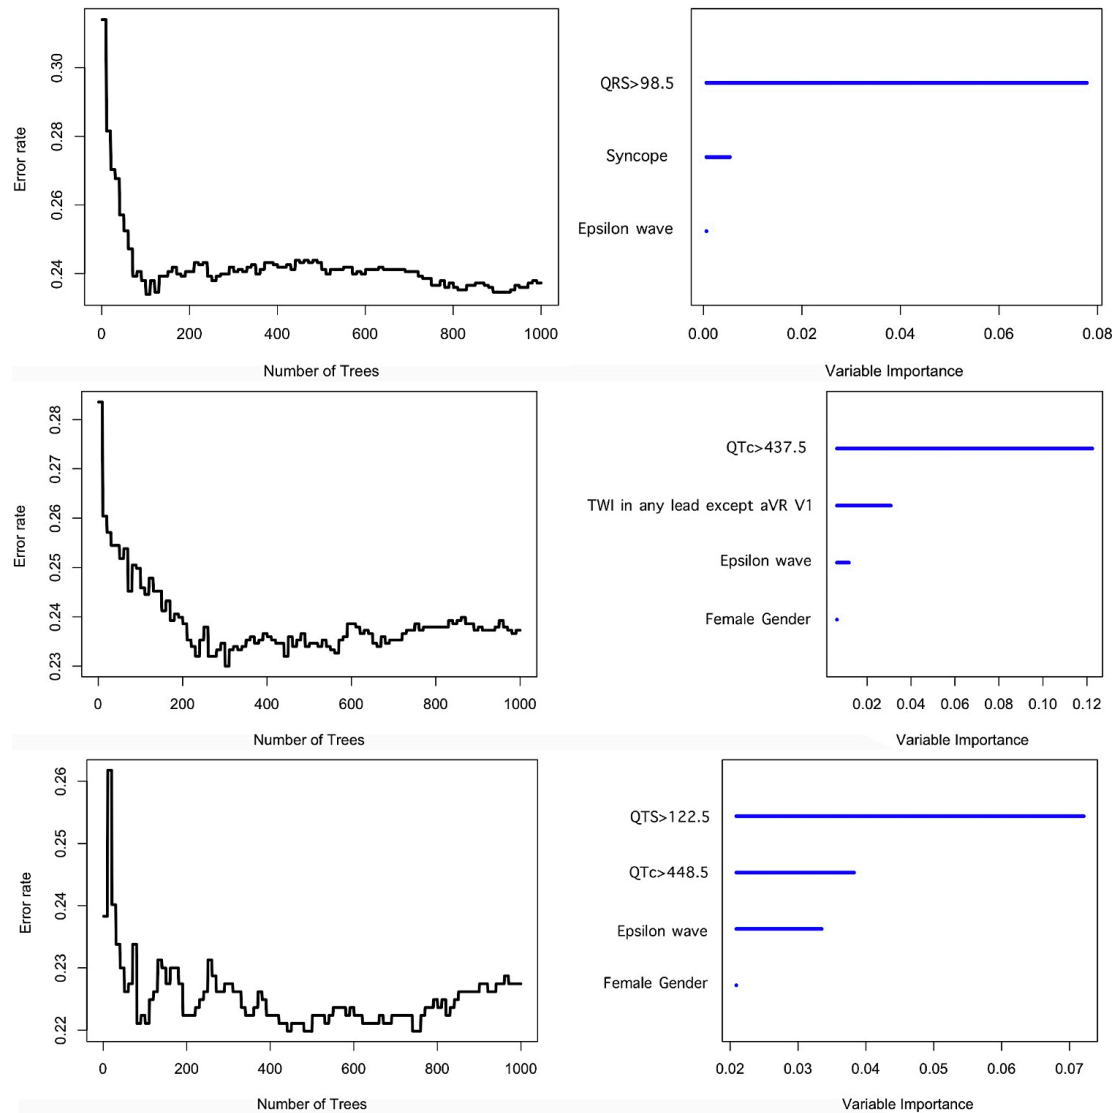 Error rate
0.30
0.28
0.26
0.24
0 200 400 600 800 1000
Number of Trees
QRS>98.5
Syncope
Epsilon wave
0.00 0.02 0.04 0.06 0.08
Variable Importance
Error rate
0.28
0.27
0.26
0.25
0.24
0.23
0 200 400 600 800 1000
Number of Trees
QTc>437.5
TWI in any lead except aVR V1
Epsilon wave
Female Gender
0.02 0.04 0.06 0.08 0.10 0.12
Variable Importance
Error rate
0.26
0.25
0.24
0.23
0.22
0 200 400 600 800 1000
Number of Trees
QTS>122.5
QTc>448.5
Epsilon wave
Female Gender
0.02 0.03 0.04 0.05 0.06 0.07
Variable Importance